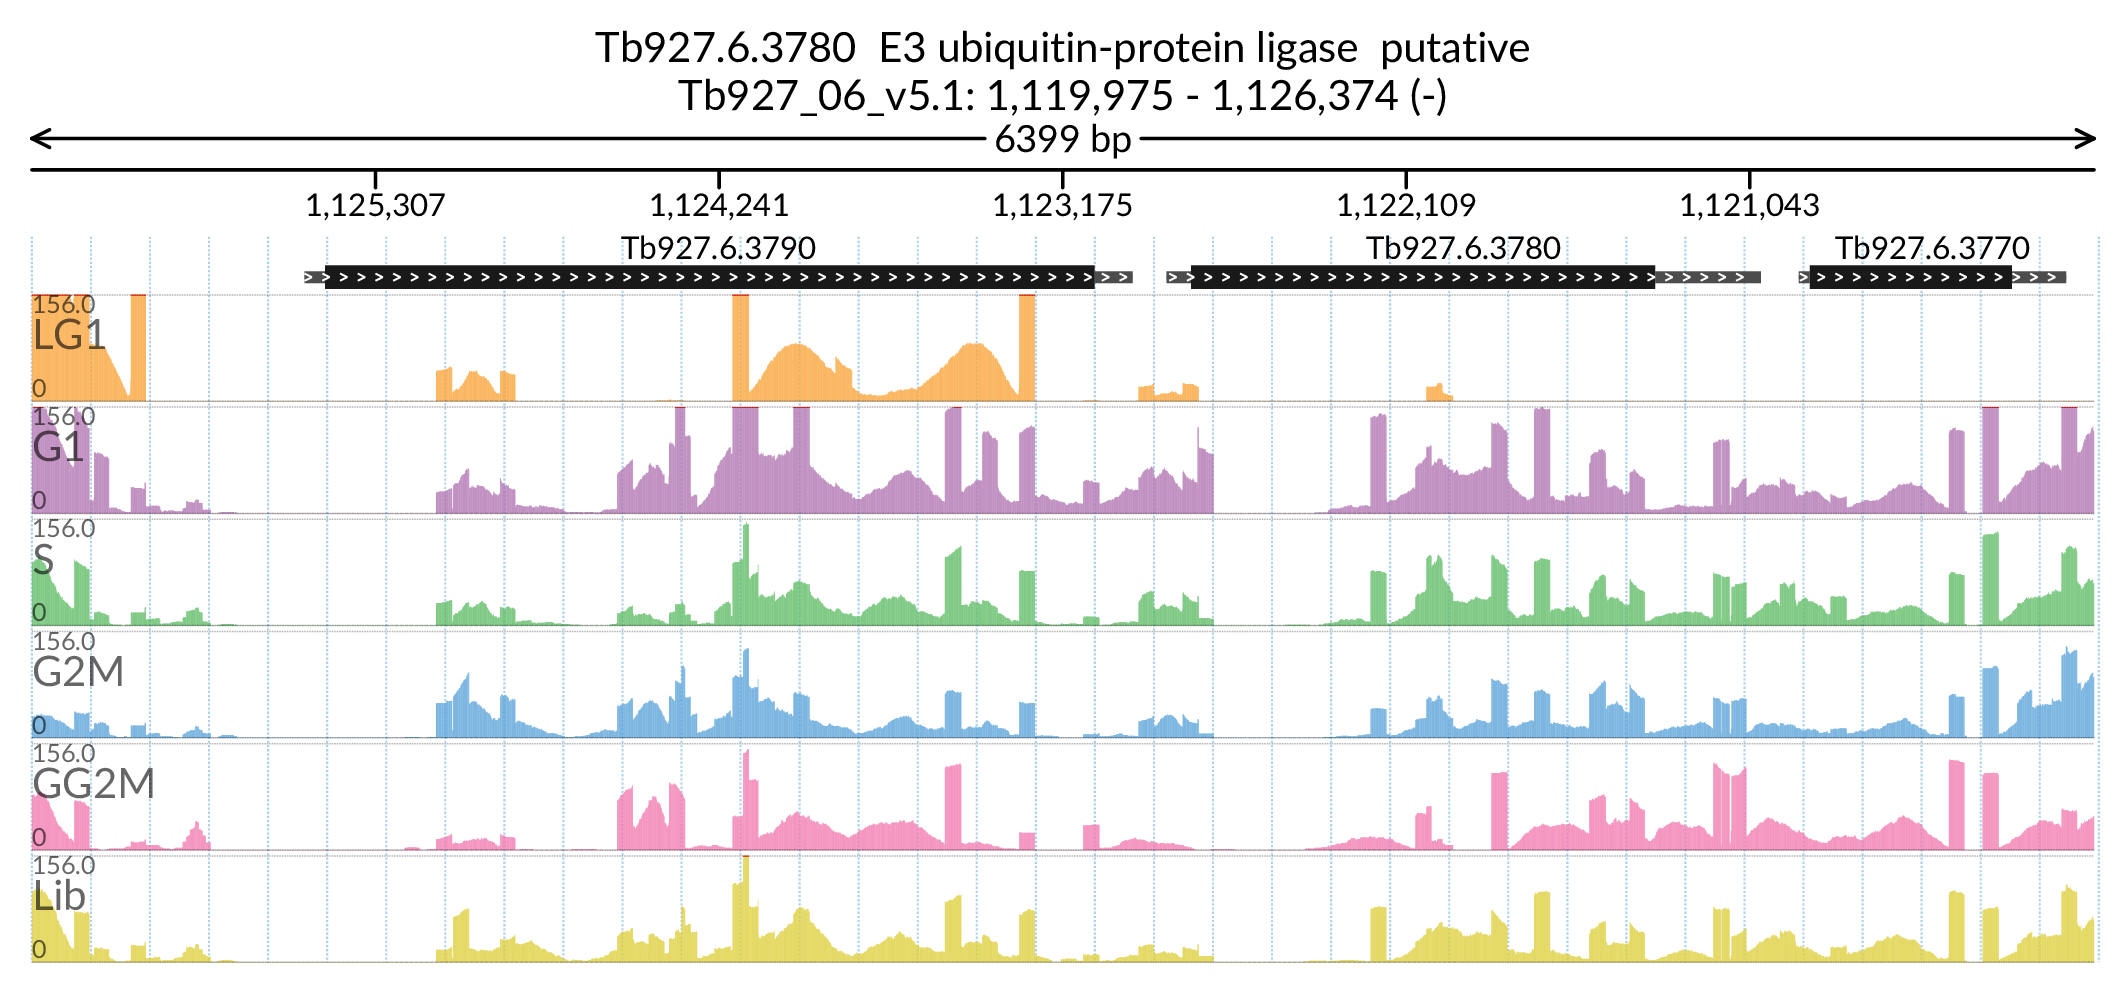 Tb927.6.3780  E3 ubiquitin-protein ligase  putative
Tb927_06_v5.1: 1,119,975 - 1,126,374 (-)
6399 bp
1,125,307 1,124,241 1,123,175 1,122,109 1,121,043
Tb927.6.3790 Tb927.6.3780 Tb927.6.3770
156.0
LG1
0
156.0
G1
0
156.0
S
0
156.0
G2M
0
156.0
GG2M
0
156.0
Lib
0